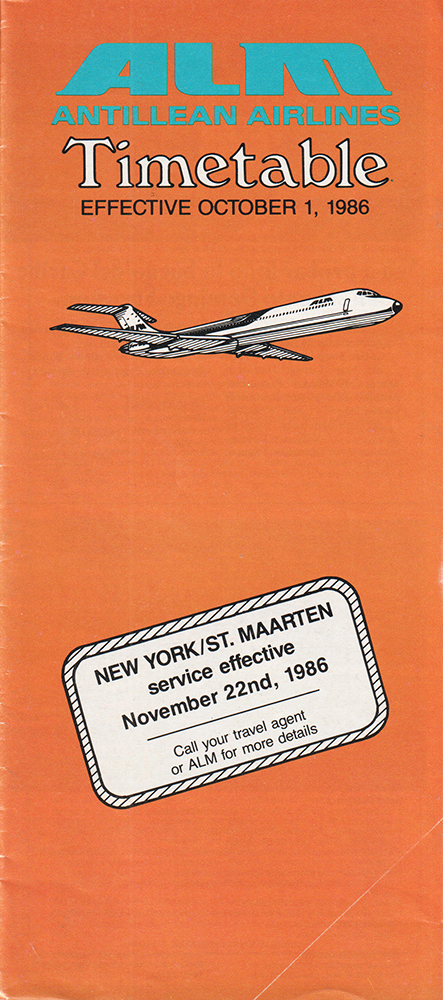 ALM
ANTILLEAN AIRLINES
Timetable
EFFECTIVE OCTOBER 1, 1986
ALM
NEW YORK/ST. MAARTEN
service effective
November 22nd, 1986
Call your travel agent
or ALM for more details